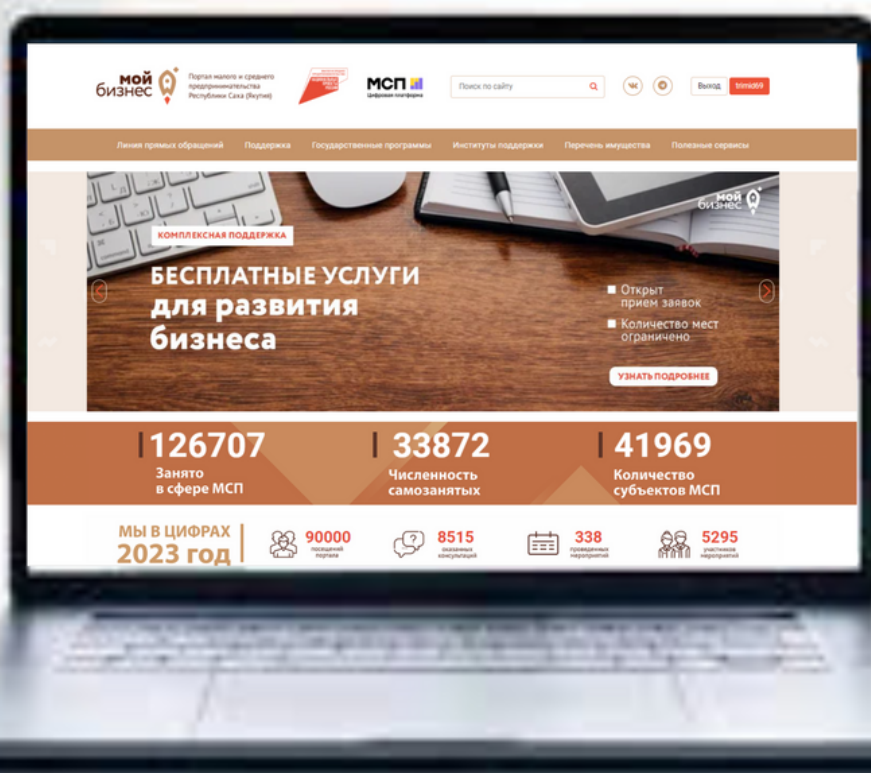 мой
бизнес
Портал малого и среднего
предпринимательства
Республики Саха (Якутия)
МСП
Цифровая платформа
Поиск по сайту
Выход
trimid69
Линия прямых обращений Поддержка Государственные программы Институты поддержки Перечень имущества Полезные сервисы
мой
бизнес
КОМПЛЕКСНАЯ ПОДДЕРЖКА
БЕСПЛАТНЫЕ УСЛУГИ
для развития
бизнеса
Открыт
прием заявок
Количество мест
ограничено
УЗНАТЬ ПОДРОБНЕЕ
126707
Занято
в сфере МСП
33872
Численность
самозанятых
41969
Количество
субъектов МСП
МЫ В ЦИФРАХ
2023 год
90000
посещений
портала
8515
оказанных
консультаций
338
проведенных
мероприятий
5295
участников
мероприятий